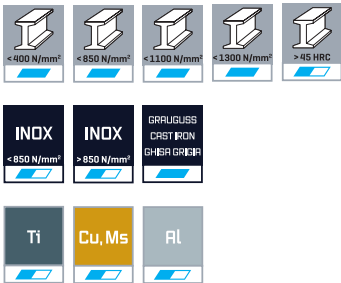 <400 N/mm² <850 N/mm² <1100 N/mm² <1300 N/mm² >45 HRC
INOX INOX GRAUGUSS
CAST IRON
GHISA GRIGIA
<850 N/mm² >850 N/mm²
Ti Cu, Ms Al